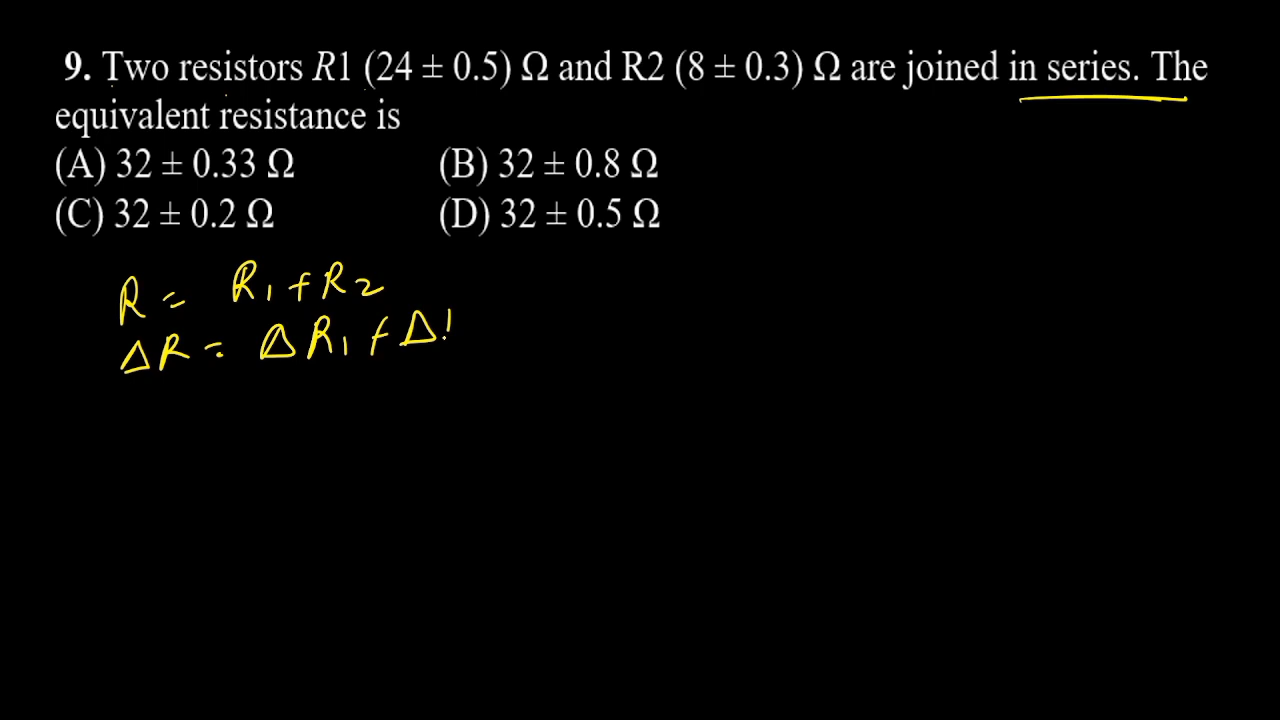 9. Two resistors R1 (24 ± 0.5) Ω and R2 (8 ± 0.3) Ω are joined in series. The
equivalent resistance is
(A) 32 ± 0.33 Ω (B) 32 ± 0.8 Ω
(C) 32 ± 0.2 Ω (D) 32 ± 0.5 Ω
R = R1 + R2
ΔR = ΔR1 + Δ